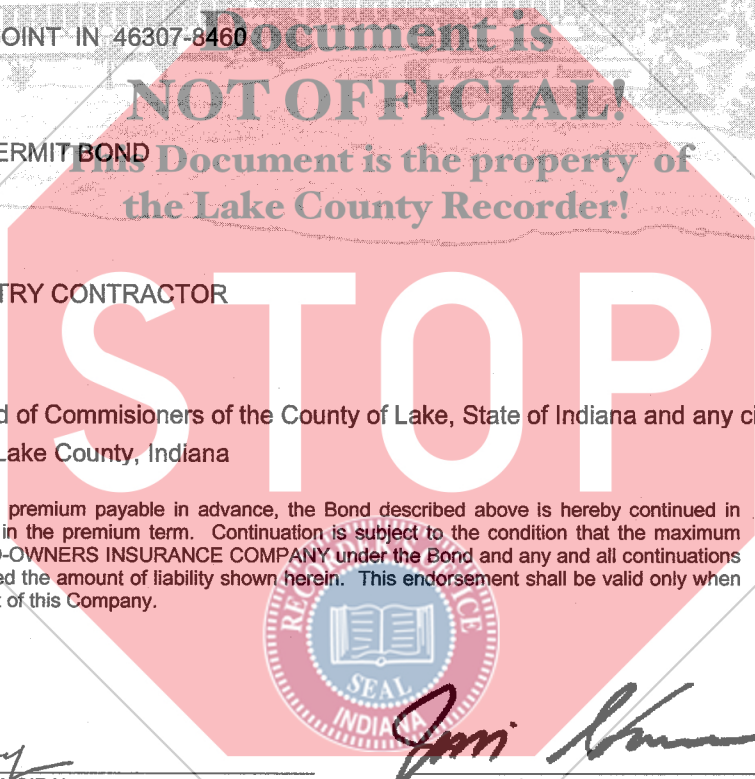 OINT IN 46307-8460
Document is
NOT OFFICIAL!
ERMIT BOND
This Document is the property of
the Lake County Recorder!
TRY CONTRACTOR
STOP
d of Commisioners of the County of Lake, State of Indiana and any ci
Lake County, Indiana
premium payable in advance, the Bond described above is hereby continued in
in the premium term. Continuation is subject to the condition that the maximum
O-OWNERS INSURANCE COMPANY under the Bond and any and all continuations
ed the amount of liability shown herein. This endorsement shall be valid only when
t of this Company.
RECORDER'S OFFICE
SEAL
INDIANA